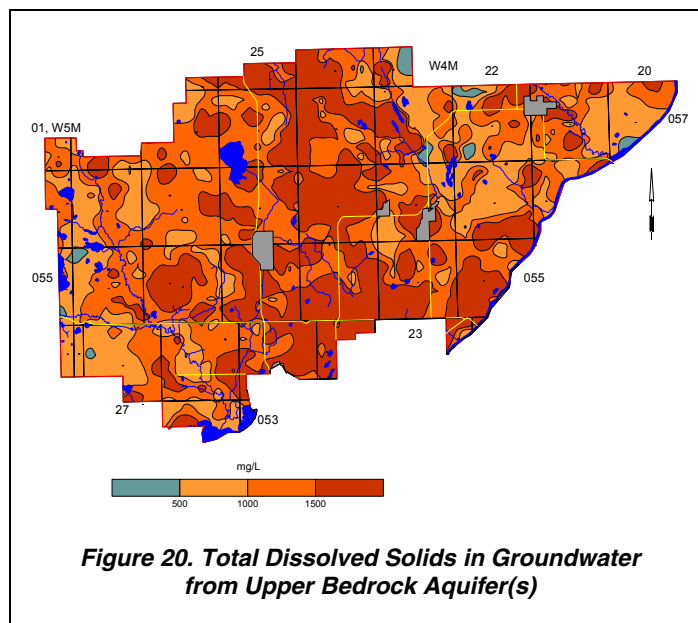 25
W4M
22
20
01, W5M
057
055
055
23
27
053
mg/L
500
1000
1500
Figure 20. Total Dissolved Solids in Groundwater
from Upper Bedrock Aquifer(s)